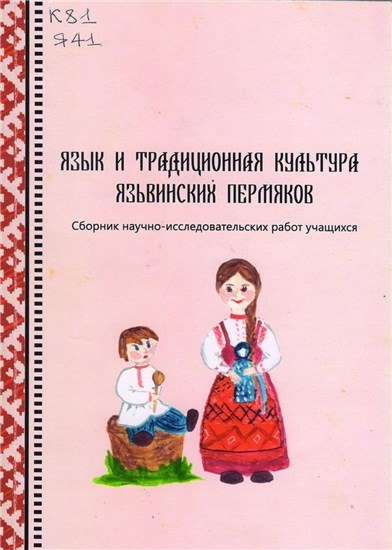 К81
Я41
ЯЗЫК И ТРАДИЦИОННАЯ КУЛЬТУРА
ЯЗЬВИНСКИХ ПЕРМЯКОВ
Сборник научно-исследовательских работ учащихся